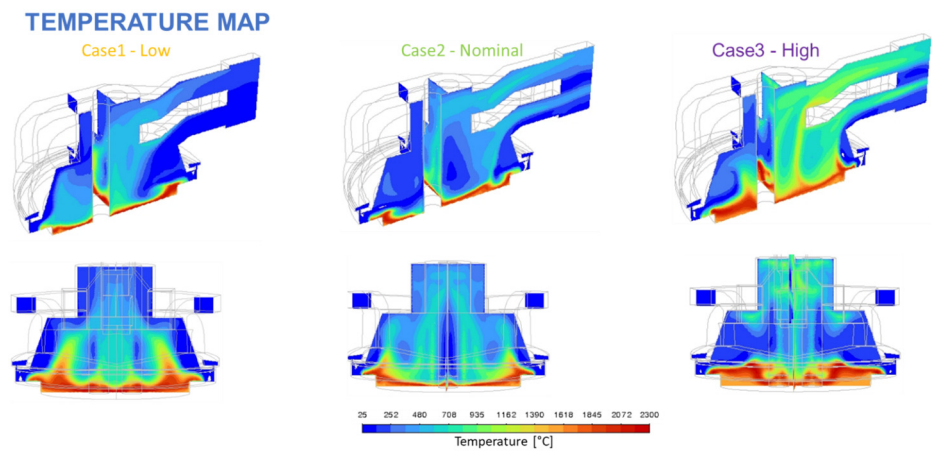 TEMPERATURE MAP
Case1 - Low
Case2 - Nominal
Case3 - High
25 252 480 708 935 1162 1390 1618 1845 2072 2300
Temperature [°C]